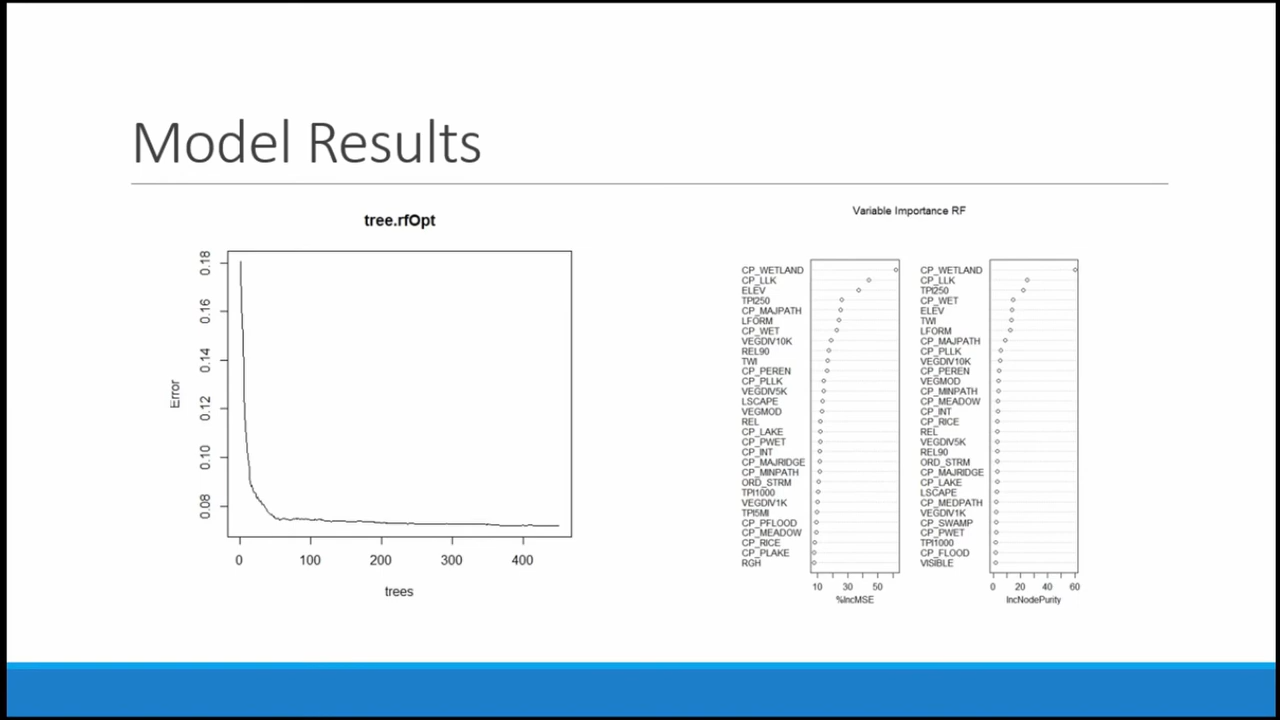 Model Results
tree.rfOpt
0.18
0.16
0.14
0.12
0.10
0.08
Error
0
100
200
300
400
trees
Variable Importance RF
CP_WETLAND
CP_LLK
ELEV
TPI250
CP_MAJPATH
LFORM
CP_WET
VEGDIV10K
REL90
TWI
CP_PEREN
CP_PLLK
VEGDIV5K
LSCAPE
VEGMOD
REL
CP_LAKE
CP_PWET
CP_INT
CP_MAJRIDGE
CP_MINPATH
ORD_STRM
TPI1000
VEGDIV1K
TPI5MI
CP_PFLOOD
CP_MEADOW
CP_RICE
CP_PLAKE
RGH
10 30 50
%IncMSE
CP_WETLAND
CP_LLK
TPI250
CP_WET
ELEV
TWI
LFORM
CP_MAJPATH
CP_PLLK
VEGDIV10K
CP_PEREN
VEGMOD
CP_MINPATH
CP_MEADOW
CP_INT
CP_RICE
REL
VEGDIV5K
REL90
ORD_STRM
CP_MAJRIDGE
CP_LAKE
LSCAPE
CP_MEDPATH
VEGDIV1K
CP_SWAMP
CP_PWET
TPI1000
CP_FLOOD
VISIBLE
0 20 40 60
IncNodePurity